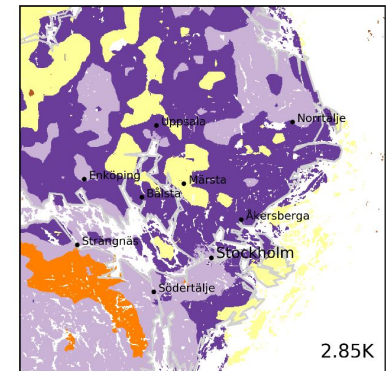 Uppsala
Norrtälje
Enköping
Märsta
Bålsta
Åkersberga
Strängnäs
Stockholm
Södertälje
2.85K